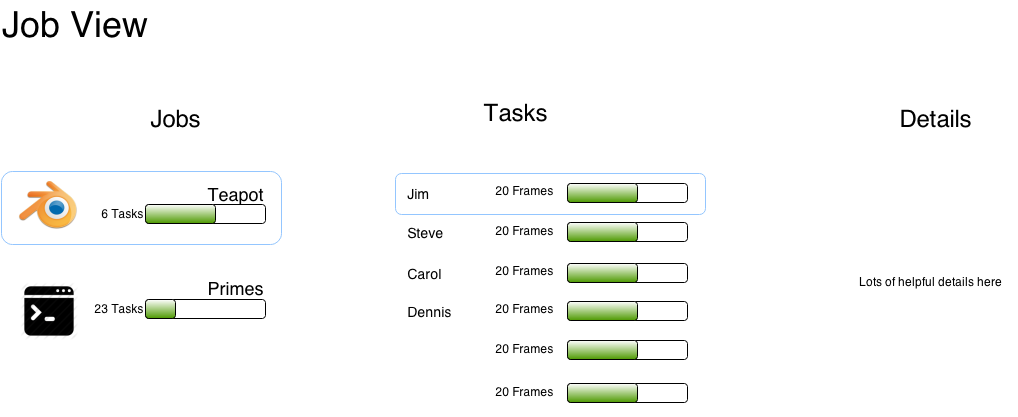 Job View
Jobs
Tasks
Details
Teapot
6 Tasks
Primes
23 Tasks
Jim 20 Frames
Steve 20 Frames
Carol 20 Frames
Dennis 20 Frames
20 Frames
20 Frames
Lots of helpful details here